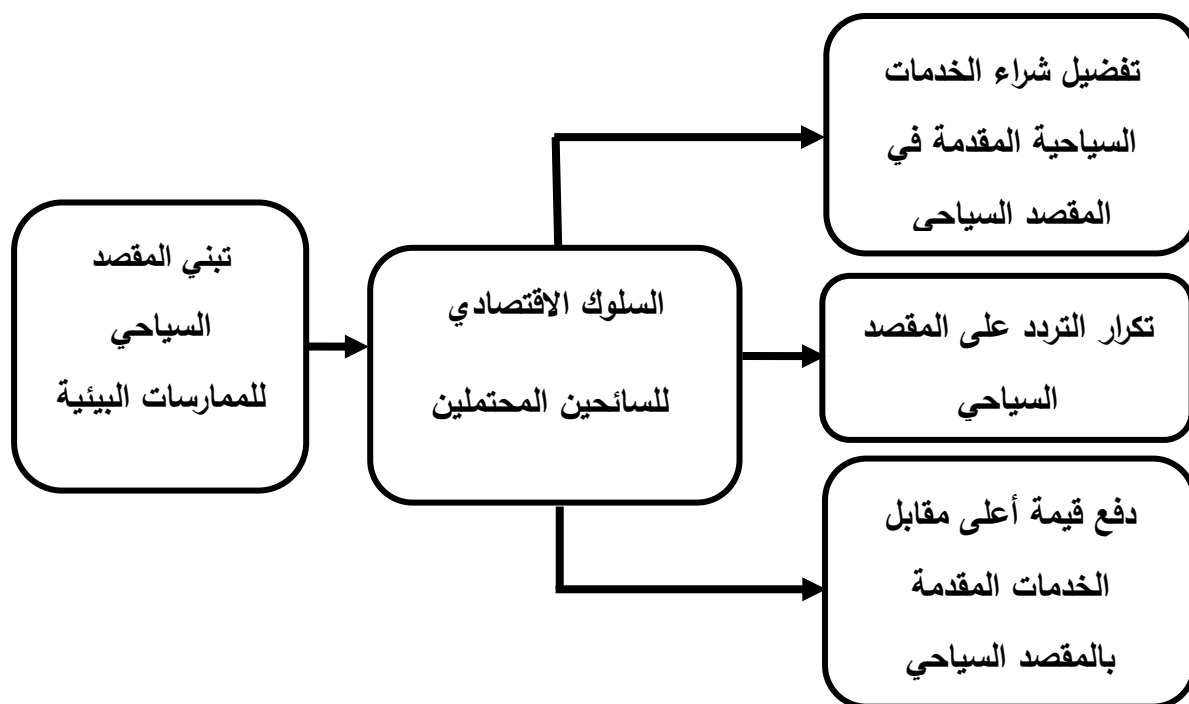 تبني المقصد
السياحي
للممارسات البيئية
السلوك الاقتصادي
للسائحين المحتملين
تفضيل شراء الخدمات
السياحية المقدمة في
المقصد السياحى
تكرار التردد على المقصد
السياحي
دفع قيمة أعلى مقابل
الخدمات المقدمة
بالمقصد السياحي